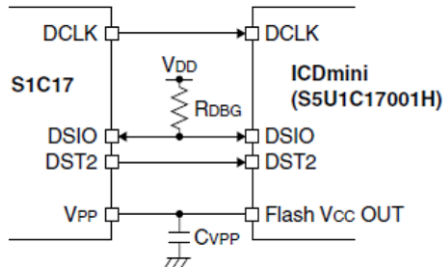 DCLK DCLK
VDD
S1C17 ICDmini
(S5U1C17001H)
RDBG
DSIO DSIO
DST2 DST2
VPP Flash VCC OUT
CVPP